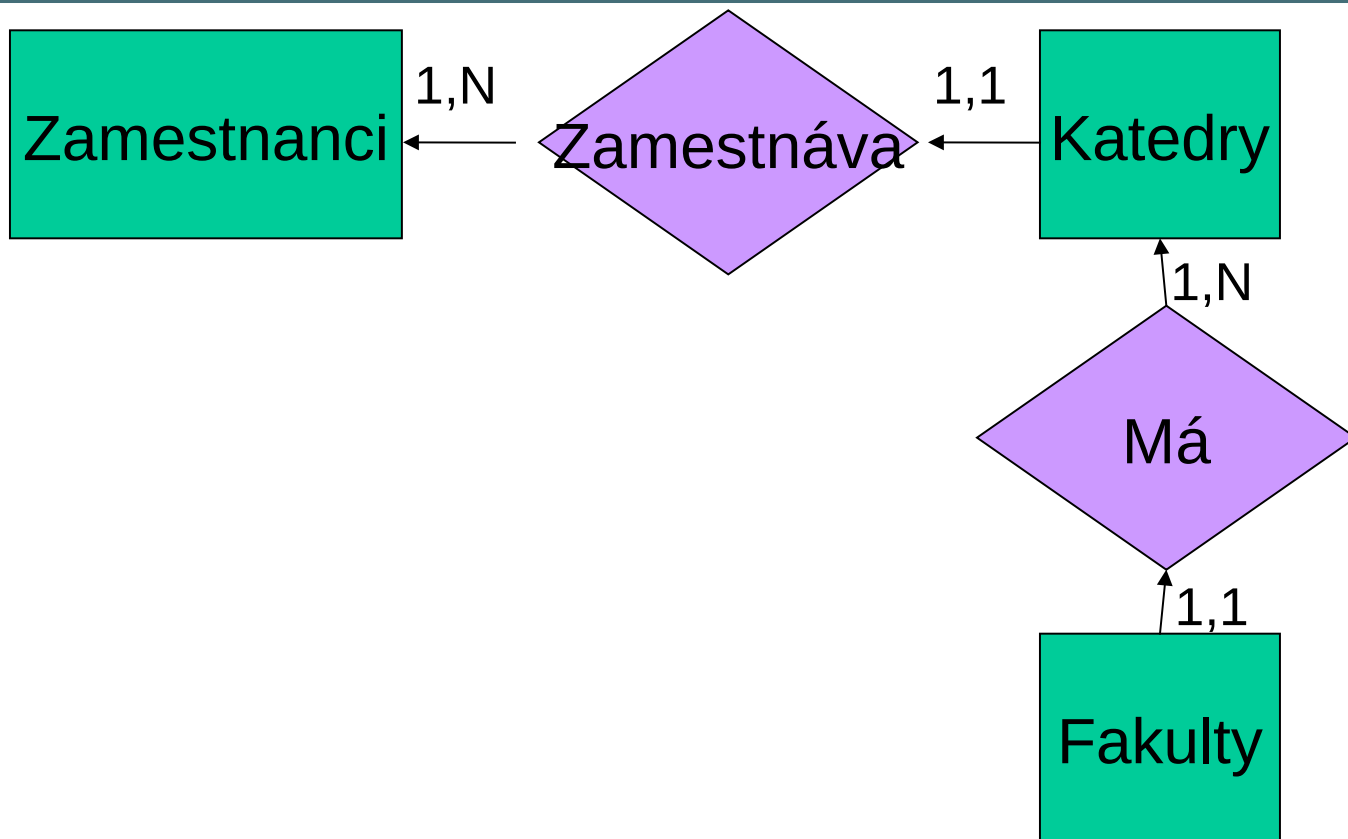 Zamestnanci
1,N
Zamestnáva
1,1
Katedry
1,N
Má
1,1
Fakulty